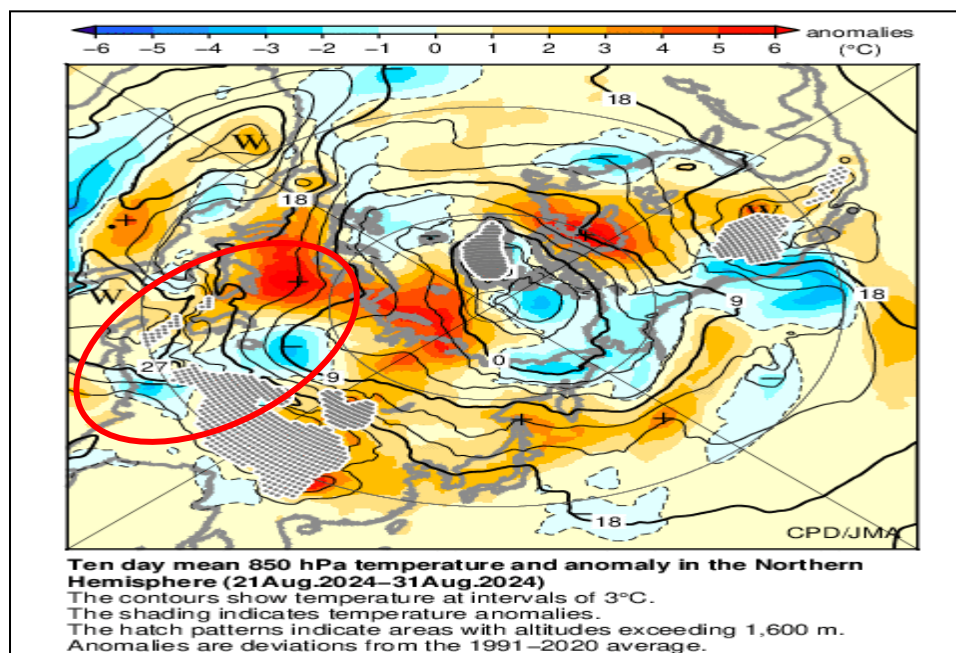 −6 −5 −4 −3 −2 −1 0 1 2 3 4 5 6 anomalies
(°C)
18
W
18
W
W
9
18
27
0
9
18
CPD/JMA
Ten day mean 850 hPa temperature and anomaly in the Northern
Hemisphere (21Aug.2024−31Aug.2024)
The contours show temperature at intervals of 3°C.
The shading indicates temperature anomalies.
The hatch patterns indicate areas with altitudes exceeding 1,600 m.
Anomalies are deviations from the 1991−2020 average.